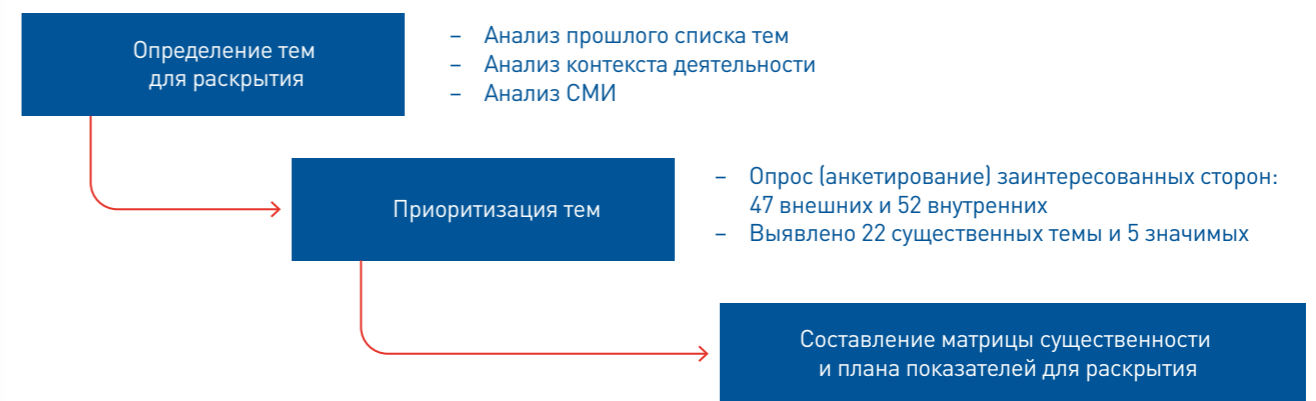 Определение тем
для раскрытия
– Анализ прошлого списка тем
– Анализ контекста деятельности
– Анализ СМИ
Приоритизация тем
– Опрос (анкетирование) заинтересованных сторон:
47 внешних и 52 внутренних
– Выявлено 22 существенных темы и 5 значимых
Составление матрицы существенности
и плана показателей для раскрытия